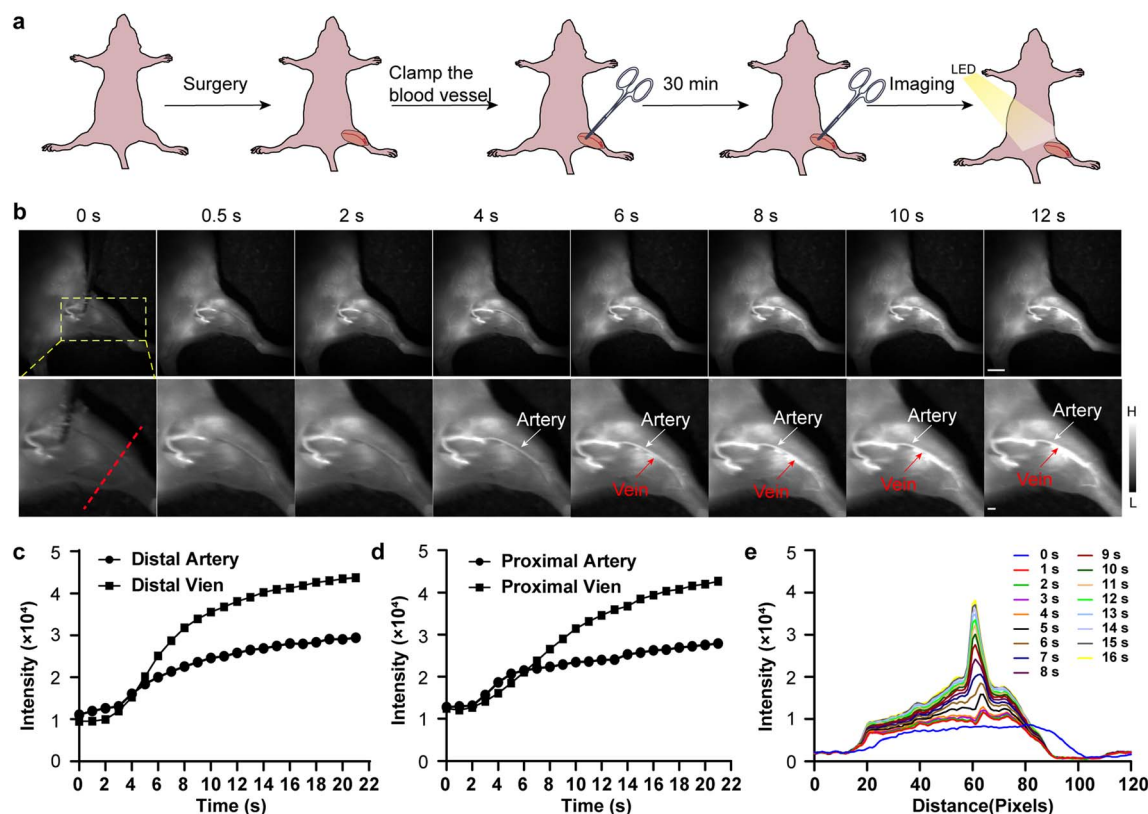 a
Surgery
Clamp the
blood vessel
30 min
Imaging
LED
b
0 s
0.5 s
2 s
4 s
6 s
8 s
10 s
12 s
Artery
Artery
Artery
Artery
Artery
Vein
Vein
Vein
Vein
H
L
c
Distal Artery
Distal Vien
Intensity (×10⁴)
5
4
3
2
1
0
0 2 4 6 8 10 12 14 16 18 20 22
Time (s)
d
Proximal Artery
Proximal Vien
Intensity (×10⁴)
5
4
3
2
1
0
0 2 4 6 8 10 12 14 16 18 20 22
Time (s)
e
0 s 9 s
1 s 10 s
2 s 11 s
3 s 12 s
4 s 13 s
5 s 14 s
6 s 15 s
7 s 16 s
8 s
Intensity (×10⁴)
5
4
3
2
1
0
0 20 40 60 80 100 120
Distance(Pixels)